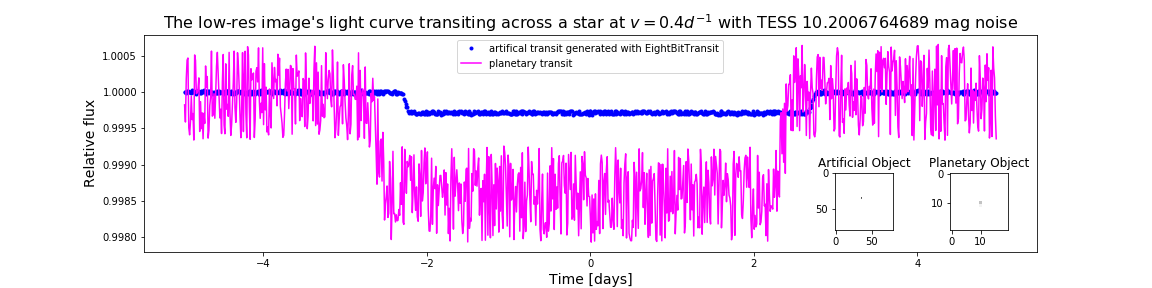 The low-res image's light curve transiting across a star at v = 0.4d⁻¹ with TESS 10.2006764689 mag noise
artifical transit generated with EightBitTransit
planetary transit
Relative flux
1.0005
1.0000
0.9995
0.9990
0.9985
0.9980
Artificial Object
0
50
0 50
Planetary Object
0
10
0 10
−4 −2 0 2 4
Time [days]